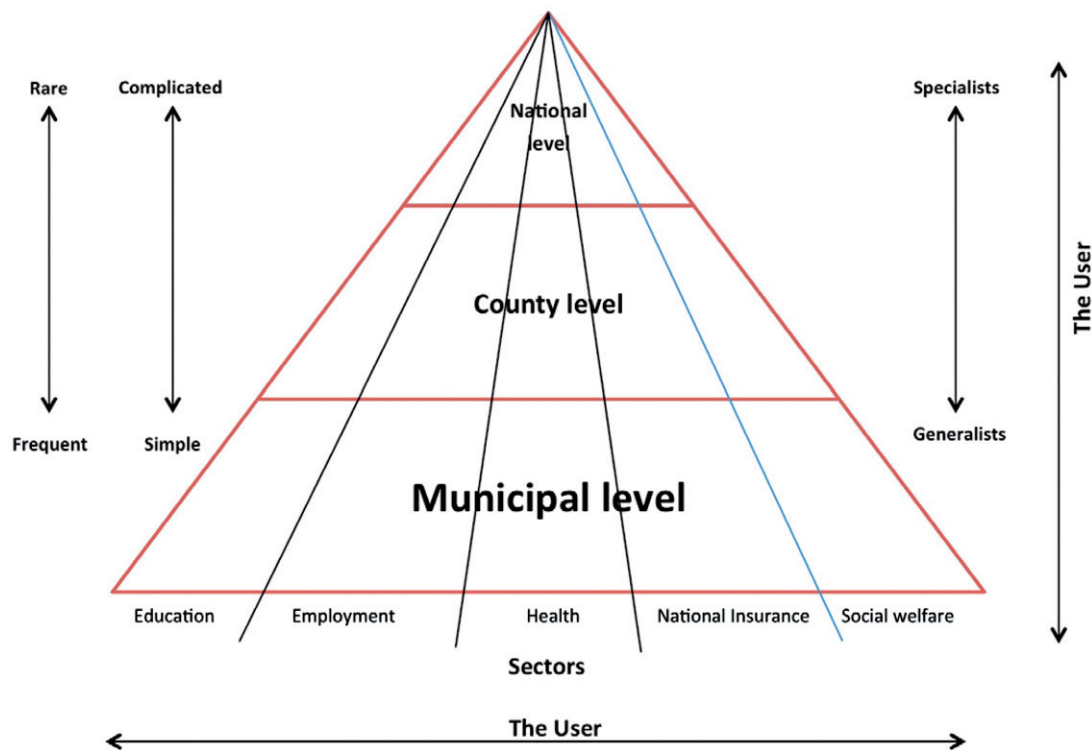 Rare
Complicated
Specialists
National
level
The User
County level
Frequent
Simple
Generalists
Municipal level
Education
Employment
Health
National Insurance
Social welfare
Sectors
The User